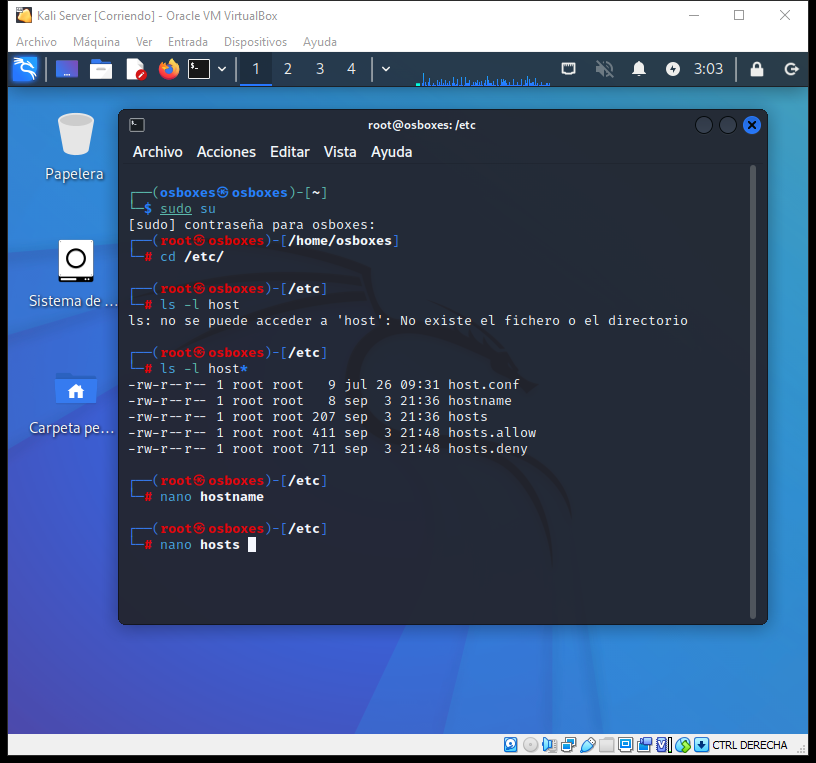 Kali Server [Corriendo] - Oracle VM VirtualBox
Archivo Máquina Ver Entrada Dispositivos Ayuda
1 2 3 4 3:03
Papelera
Sistema de ...
Carpeta pe...
root@osboxes: /etc
Archivo Acciones Editar Vista Ayuda
┌──(osboxes㉿osboxes)-[~]
└─$ sudo su
[sudo] contraseña para osboxes:
┌──(root㉿osboxes)-[/home/osboxes]
└─# cd /etc/
┌──(root㉿osboxes)-[/etc]
└─# ls -l host
ls: no se puede acceder a 'host': No existe el fichero o el directorio
┌──(root㉿osboxes)-[/etc]
└─# ls -l host*
-rw-r--r-- 1 root root   9 jul 26 09:31 host.conf
-rw-r--r-- 1 root root   8 sep  3 21:36 hostname
-rw-r--r-- 1 root root 207 sep  3 21:36 hosts
-rw-r--r-- 1 root root 411 sep  3 21:48 hosts.allow
-rw-r--r-- 1 root root 711 sep  3 21:48 hosts.deny
┌──(root㉿osboxes)-[/etc]
└─# nano hostname
┌──(root㉿osboxes)-[/etc]
└─# nano hosts
CTRL DERECHA